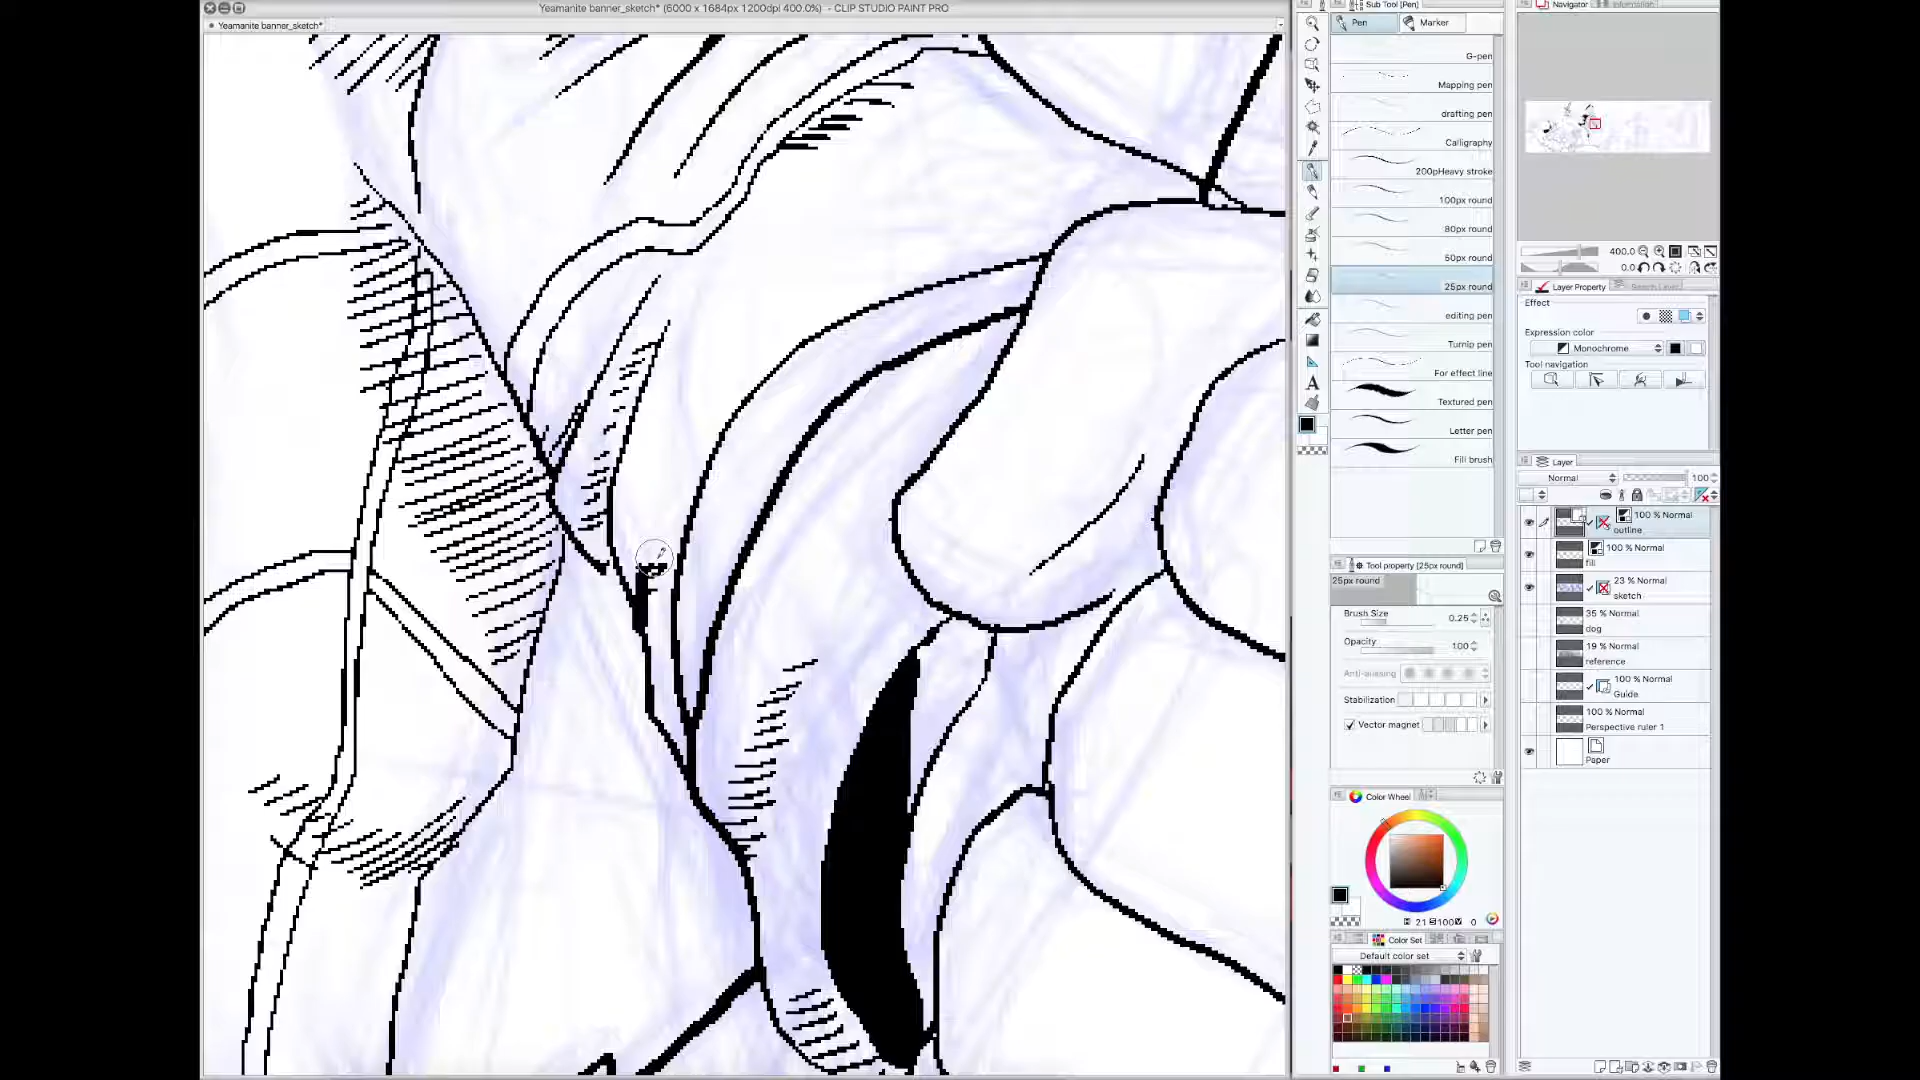 Yeamanite banner_sketch* (6000 x 1684px 1200dpi 400.0%) - CLIP STUDIO PAINT PRO
Yeamanite banner_sketch*
Sub Tool [Pen]
Pen
Marker
G-pen
Mapping pen
drafting pen
Calligraphy
200pHeavy stroke
100px round
80px round
50px round
25px round
editing pen
Turnip pen
For effect line
Textured pen
Letter pen
Fill brush
Tool property [25px round]
25px round
Brush Size
0.25
Opacity
100
Anti-aliasing
Stabilization
Vector magnet
Color Wheel
H 21 S 100 V 0
Color Set
Default color set
Navigator
Information
400.0
0.0
Layer Property
Search Layer
Effect
Expression color
Monochrome
Tool navigation
A
Layer
Normal
100
100 % Normal
outline
100 % Normal
fill
23 % Normal
sketch
35 % Normal
dog
19 % Normal
reference
100 % Normal
Guide
100 % Normal
Perspective ruler 1
Paper